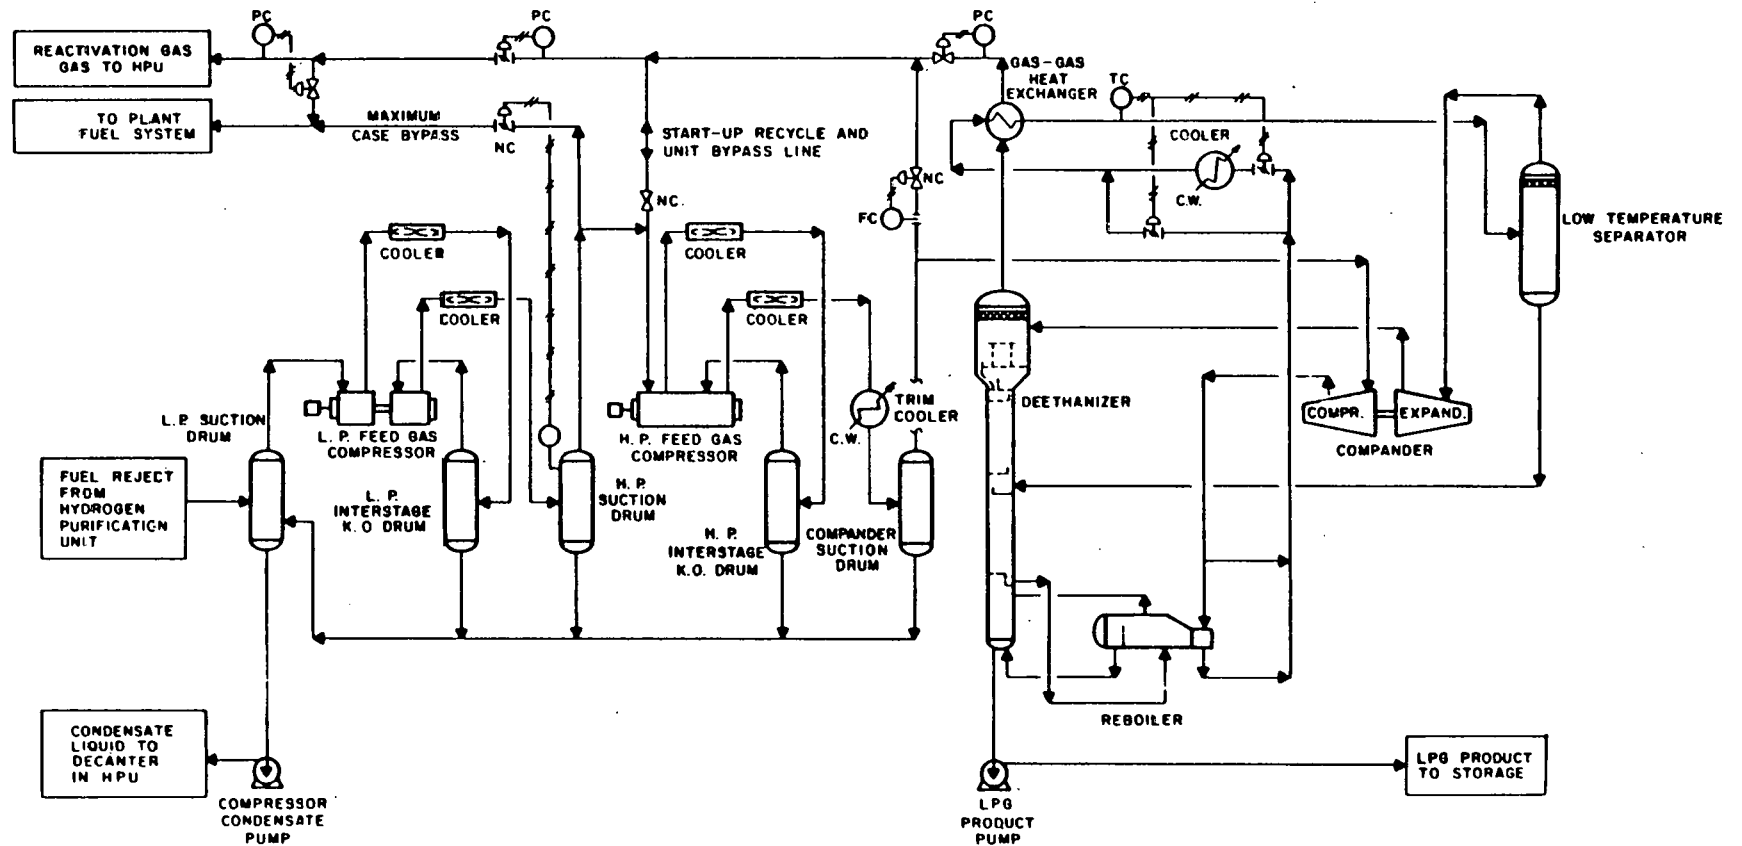 PC
PC
PC
REACTIVATION GAS
GAS TO HPU
GAS-GAS
HEAT
EXCHANGER
TC
TO PLANT
FUEL SYSTEM
MAXIMUM
CASE BYPASS
NC
START-UP RECYCLE AND
UNIT BYPASS LINE
COOLER
C.W.
NC
NC.
FC
LOW TEMPERATURE
SEPARATOR
COOLER
COOLER
COOLER
COOLER
L.P. SUCTION
DRUM
L.P. FEED GAS
COMPRESSOR
H.P. FEED GAS
COMPRESSOR
TRIM
COOLER
C.W.
DEETHANIZER
COMPR.
EXPAND.
COMPANDER
FUEL REJECT
FROM
HYDROGEN
PURIFICATION
UNIT
L. P.
INTERSTAGE
K.O DRUM
H. P.
SUCTION
DRUM
H. P.
INTERSTAGE
K.O. DRUM
COMPANDER
SUCTION
DRUM
REBOILER
CONDENSATE
LIQUID TO
DECANTER
IN HPU
COMPRESSOR
CONDENSATE
PUMP
LPG
PRODUCT
PUMP
LPG PRODUCT
TO STORAGE